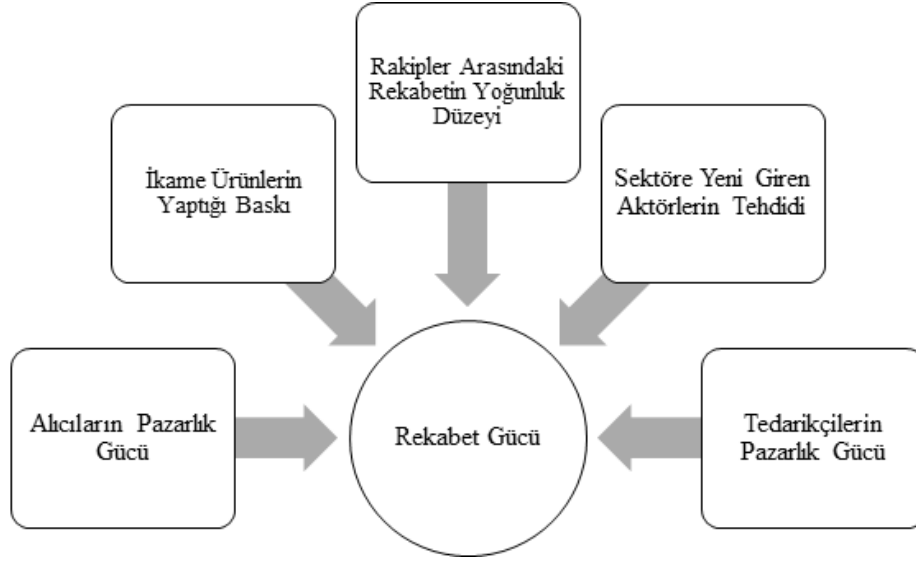 Rakipler Arasındaki
Rekabetin Yoğunluk
Düzeyi
İkame Ürünlerin
Yaptığı Baskı
Sektöre Yeni Giren
Aktörlerin Tehdidi
Alıcıların Pazarlık
Gücü
Rekabet Gücü
Tedarikçilerin
Pazarlık Gücü